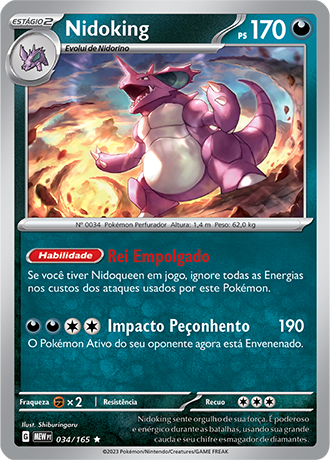 ESTÁGIO 2
Nidoking
PS 170
Evolui de Nidorino
Nº 0034 Pokémon Perfurador Altura: 1,4 m Peso: 62,0 kg
Habilidade Rei Empolgado
Se você tiver Nidoqueen em jogo, ignore todas as Energias
nos custos dos ataques usados por este Pokémon.
Impacto Peçonhento 190
O Pokémon Ativo do seu oponente agora está Envenenado.
Fraqueza ×2 Resistência Recuo
Ilust. Shiburingaru
G MEW PT 034/165 ★
Nidoking sente orgulho de sua força. É poderoso
e enérgico durante as batalhas, usando sua grande
cauda e seu chifre esmagador de diamantes.
©2023 Pokémon/Nintendo/Creatures/GAME FREAK